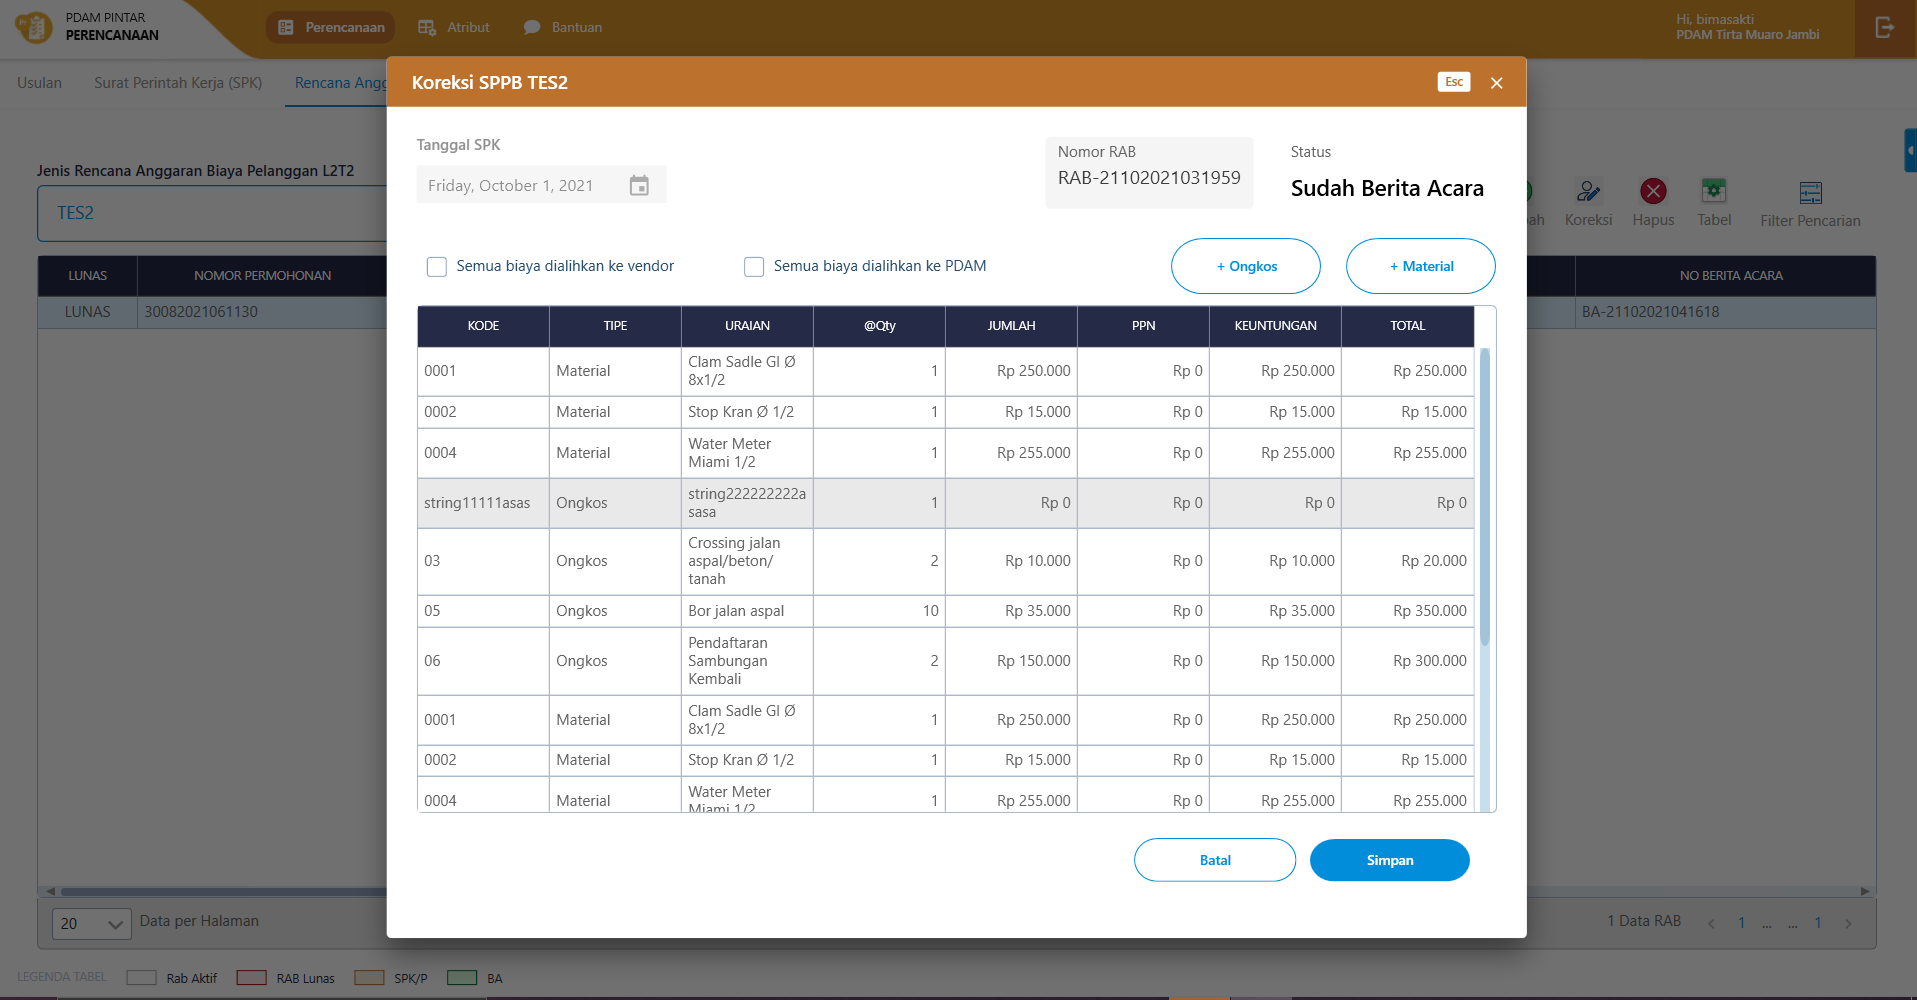 PDAM PINTAR
PERENCANAAN
Perencanaan
Atribut
Bantuan
Hi, bimasakti
PDAM Tirta Muaro Jambi
Usulan
Surat Perintah Kerja (SPK)
Rencana Angg
Koreksi SPPB TES2
Esc
Tanggal SPK
Friday, October 1, 2021
Nomor RAB
RAB-21102021031959
Status
Sudah Berita Acara
Jenis Rencana Anggaran Biaya Pelanggan L2T2
TES2
ah
Koreksi
Hapus
Tabel
Filter Pencarian
Semua biaya dialihkan ke vendor
Semua biaya dialihkan ke PDAM
+ Ongkos
+ Material
LUNAS NOMOR PERMOHONAN NO BERITA ACARA
LUNAS 30082021061130 BA-21102021041618
KODE TIPE URAIAN @Qty JUMLAH PPN KEUNTUNGAN TOTAL
0001 Material Clam Sadle GI Ø 8x1/2 1 Rp 250.000 Rp 0 Rp 250.000 Rp 250.000
0002 Material Stop Kran Ø 1/2 1 Rp 15.000 Rp 0 Rp 15.000 Rp 15.000
0004 Material Water Meter Miami 1/2 1 Rp 255.000 Rp 0 Rp 255.000 Rp 255.000
string11111asas Ongkos string222222222asasa 1 Rp 0 Rp 0 Rp 0 Rp 0
03 Ongkos Crossing jalan aspal/beton/ tanah 2 Rp 10.000 Rp 0 Rp 10.000 Rp 20.000
05 Ongkos Bor jalan aspal 10 Rp 35.000 Rp 0 Rp 35.000 Rp 350.000
06 Ongkos Pendaftaran Sambungan Kembali 2 Rp 150.000 Rp 0 Rp 150.000 Rp 300.000
0001 Material Clam Sadle GI Ø 8x1/2 1 Rp 250.000 Rp 0 Rp 250.000 Rp 250.000
0002 Material Stop Kran Ø 1/2 1 Rp 15.000 Rp 0 Rp 15.000 Rp 15.000
0004 Material Water Meter Miami 1/2 1 Rp 255.000 Rp 0 Rp 255.000 Rp 255.000
Batal
Simpan
20
Data per Halaman
1 Data RAB
1 ... ... 1
LEGENDA TABEL
Rab Aktif
RAB Lunas
SPK/P
BA